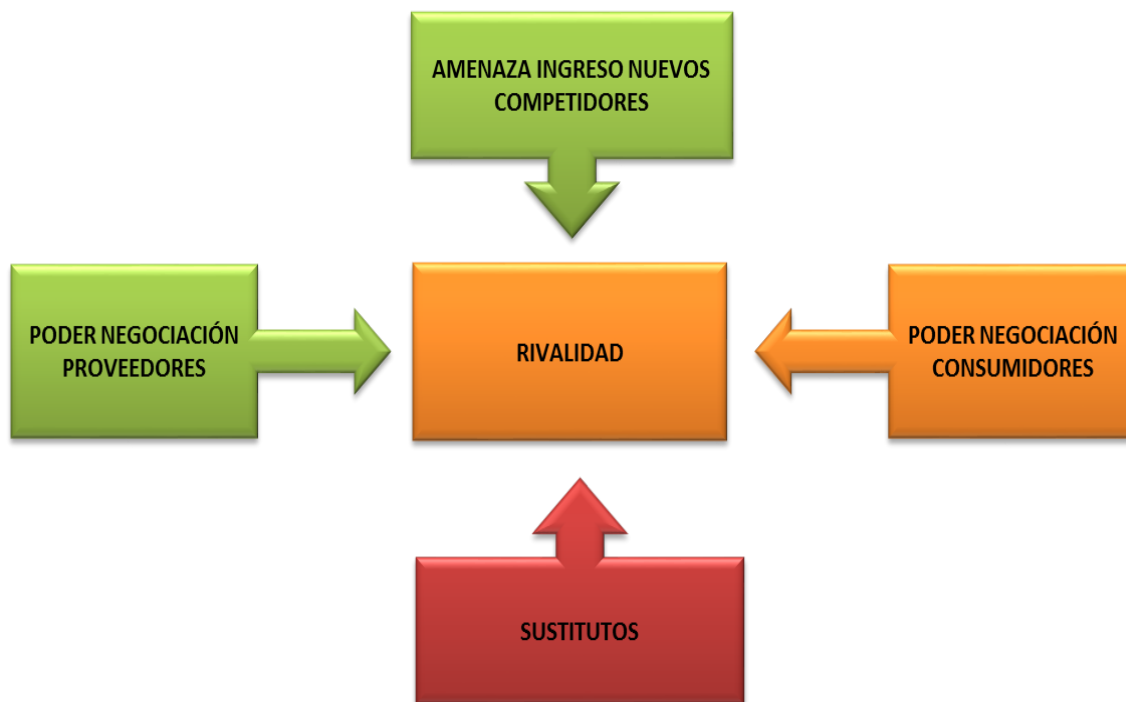 AMENAZA INGRESO NUEVOS
COMPETIDORES
PODER NEGOCIACIÓN
PROVEEDORES
RIVALIDAD
PODER NEGOCIACIÓN
CONSUMIDORES
SUSTITUTOS